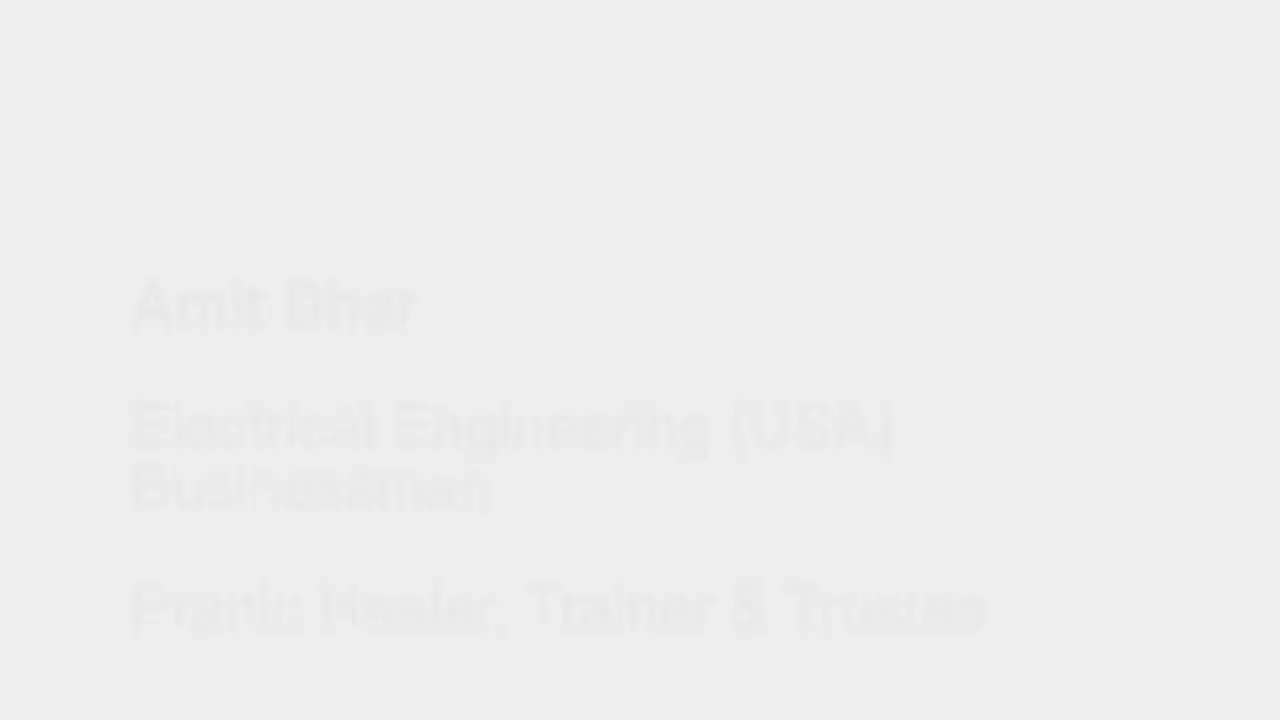 Amit Dhar
Electrical Engineering (USA)
Businessman
Pranic Healer, Trainer & Trustee